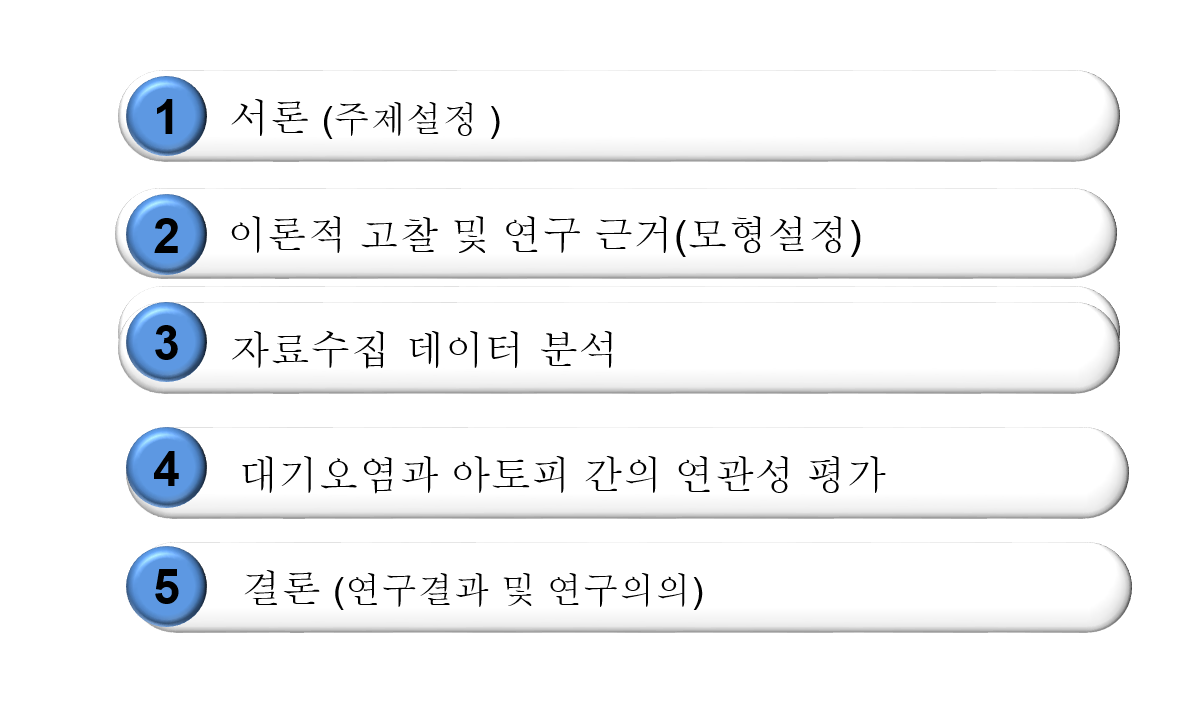 1 서론 (주제설정 )
2 이론적 고찰 및 연구 근거(모형설정)
3 자료수집 데이터 분석
4 대기오염과 아토피 간의 연관성 평가
5 결론 (연구결과 및 연구의의)